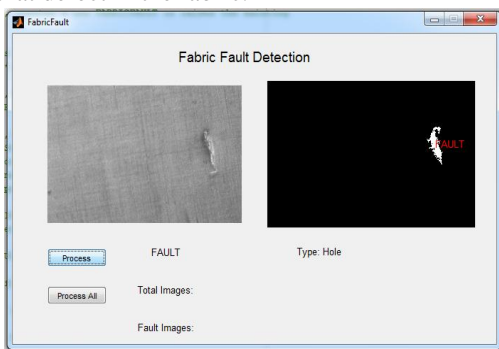 FabricFault
Fabric Fault Detection
FAULT
Process
FAULT
Type: Hole
Process All
Total Images:
Fault Images: